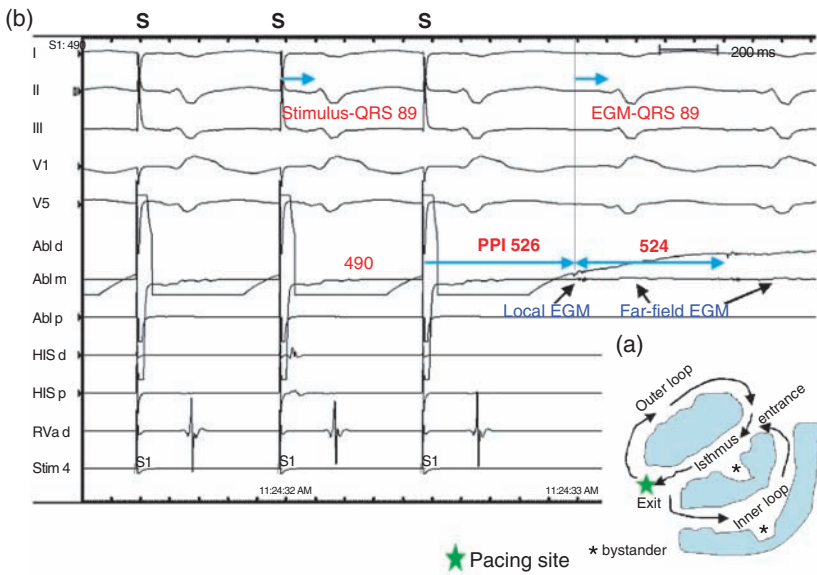 (b)
S S S
S1: 490
200 ms
I
II
Stimulus-QRS 89 EGM-QRS 89
III
V1
V5
Abl d
PPI 526 524
490
Abl m
Local EGM Far-field EGM
Abl p
HIS d
HIS p
RVa d
Stim 4
S1 S1 S1
11:24:32 AM 11:24:33 AM
(a)
Outer loop
entrance
Isthmus
*
Exit
Inner loop
*
Pacing site
* bystander